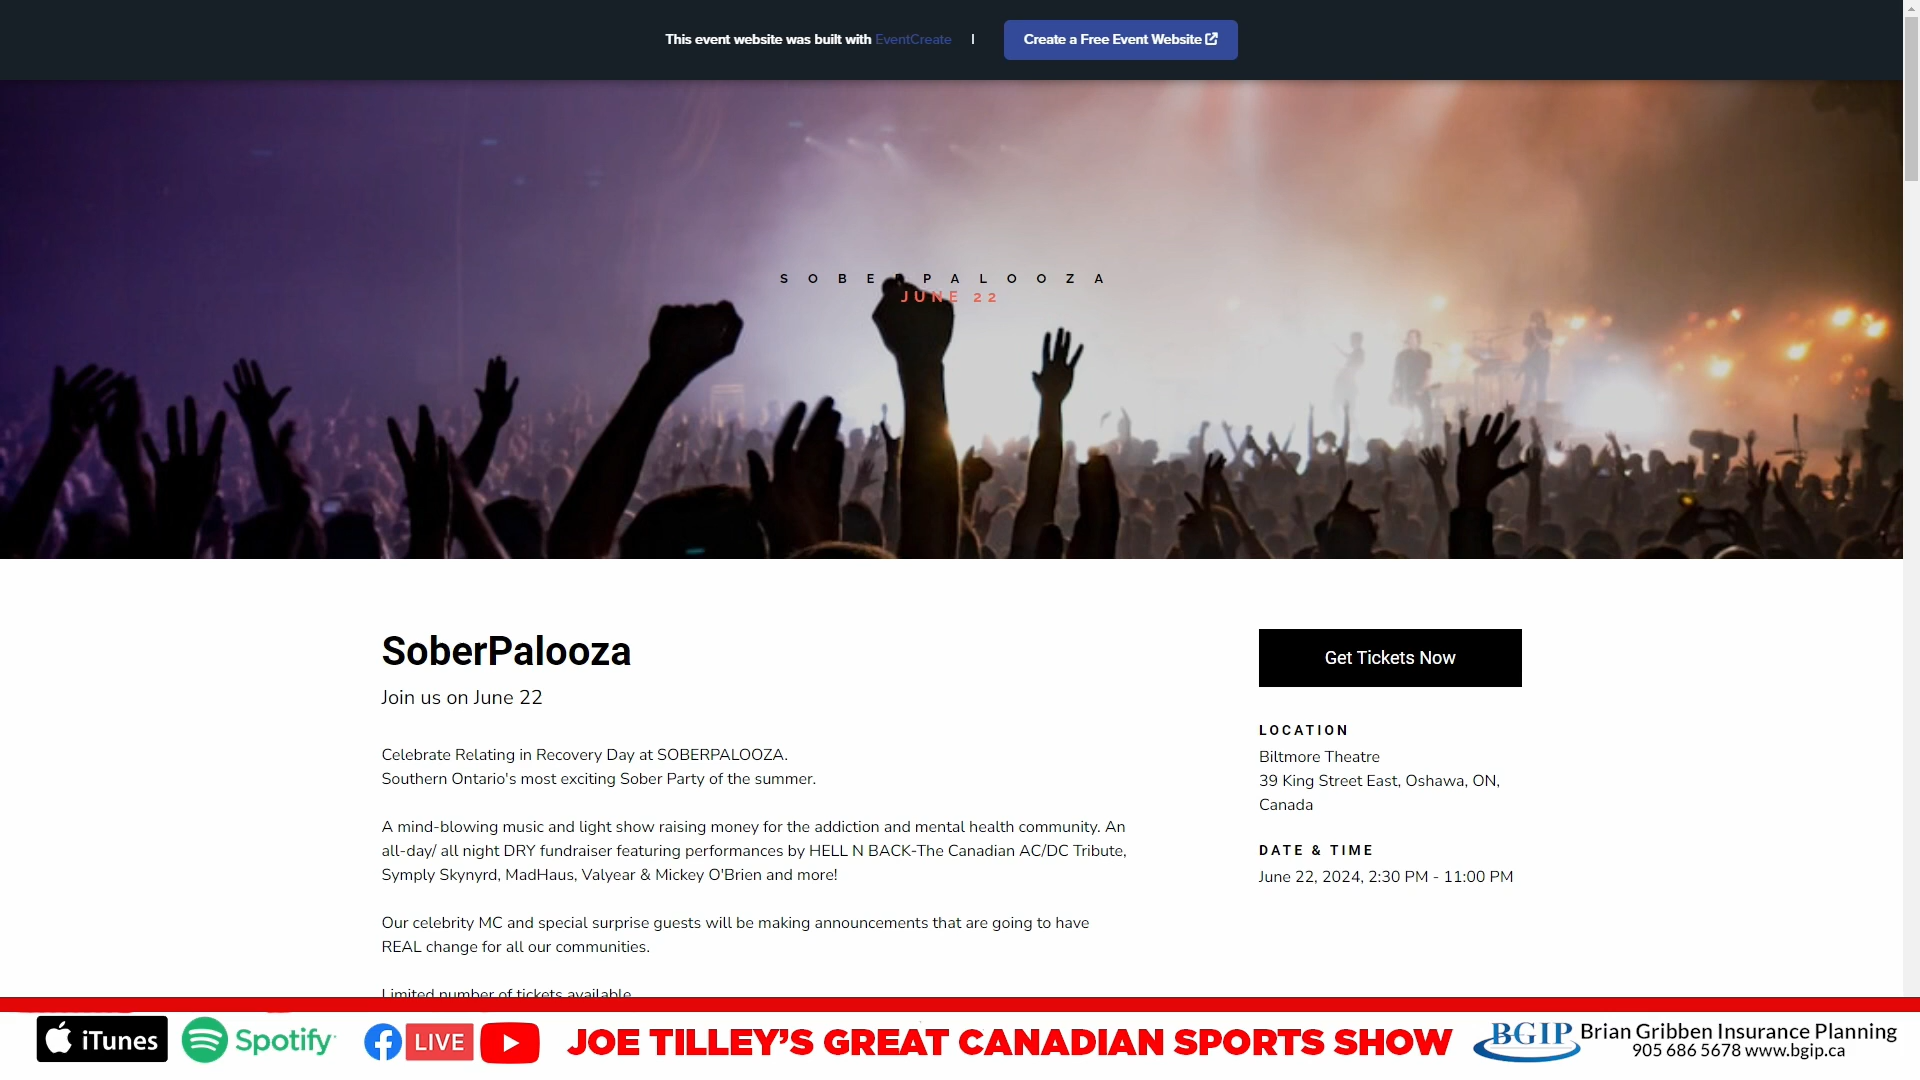 This event website was built with EventCreate | Create a Free Event Website
SOBERPALOOZA
JUNE 22
SoberPalooza
Join us on June 22
Celebrate Relating in Recovery Day at SOBERPALOOZA.
Southern Ontario's most exciting Sober Party of the summer.
A mind-blowing music and light show raising money for the addiction and mental health community. An
all-day/ all night DRY fundraiser featuring performances by HELL N BACK-The Canadian AC/DC Tribute,
Symply Skynyrd, MadHaus, Valyear & Mickey O'Brien and more!
Our celebrity MC and special surprise guests will be making announcements that are going to have
REAL change for all our communities.
Limited number of tickets available
Get Tickets Now
LOCATION
Biltmore Theatre
39 King Street East, Oshawa, ON,
Canada
DATE & TIME
June 22, 2024, 2:30 PM - 11:00 PM
iTunes
Spotify
LIVE
JOE TILLEY'S GREAT CANADIAN SPORTS SHOW
BGIP
Brian Gribben Insurance Planning
905 686 5678 www.bgip.ca